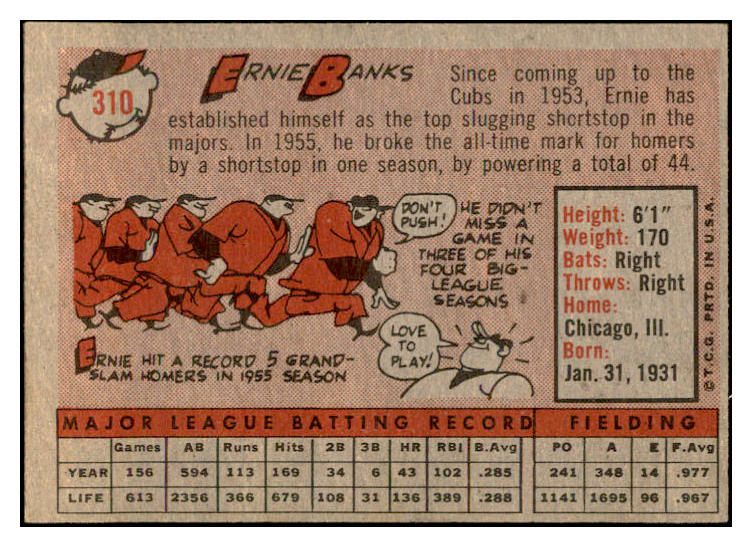 310
ERNIE BANKS
Since coming up to the
Cubs in 1953, Ernie has
established himself as the top slugging shortstop in the
majors. In 1955, he broke the all-time mark for homers
by a shortstop in one season, by powering a total of 44.
DON'T
PUSH!
HE DIDN'T
MISS A
GAME IN
THREE OF HIS
FOUR BIG-
LEAGUE
SEASONS
LOVE
TO
PLAY!
ERNIE HIT A RECORD 5 GRAND-
SLAM HOMERS IN 1955 SEASON
Height: 6'1"
Weight: 170
Bats: Right
Throws: Right
Home:
Chicago, Ill.
Born:
Jan. 31, 1931
© T.C.G. PRTD. IN U.S.A.
MAJOR LEAGUE BATTING RECORD FIELDING
Games AB Runs Hits 2B 3B HR RBI B.Avg PO A E F.Avg
YEAR 156 594 113 169 34 6 43 102 .285 241 348 14 .977
LIFE 613 2356 366 679 108 31 136 389 .288 1141 1695 96 .967